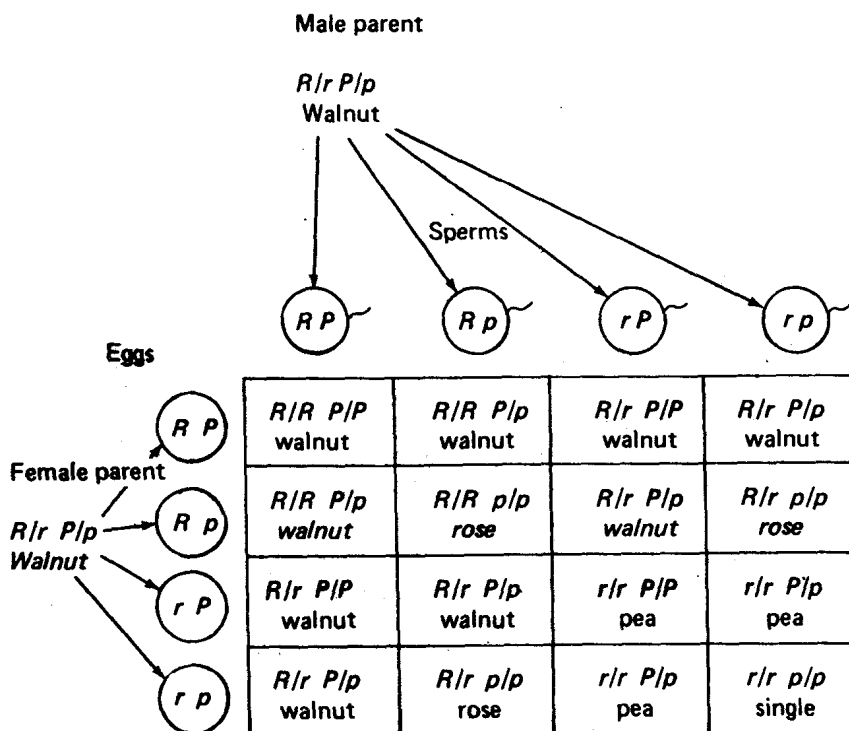 Male parent
R/r P/p
Walnut
Sperms
R P
R p
r P
r p
Eggs
R P
R/R P/P
R/R P/p
R/r P/P
R/r P/p
walnut
walnut
walnut
walnut
Female parent
R/r P/p
Walnut
R p
R/R P/p
R/R p/p
R/r P/p
R/r p/p
walnut
rose
walnut
rose
r P
R/r P/P
R/r P/p
r/r P/P
r/r P/p
walnut
walnut
pea
pea
r p
R/r P/p
R/r p/p
r/r P/p
r/r p/p
walnut
rose
pea
single